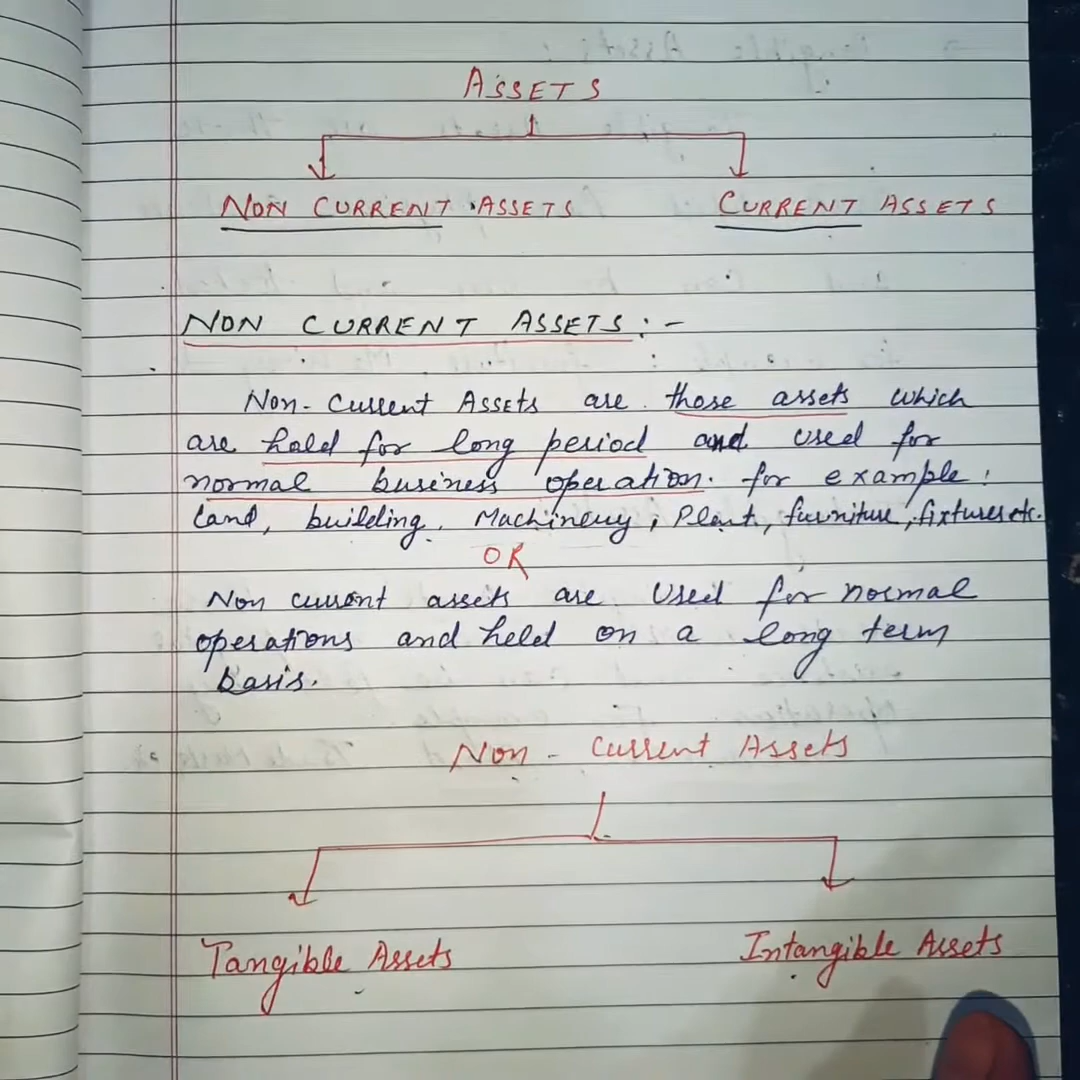 ASSETS
NON CURRENT ASSETS CURRENT ASSETS
NON CURRENT ASSETS :-
Non-Current Assets are those assets which
are hold for long period and used for
normal business operation. for example:
land, building, Machinery, Plant, furniture, fixtures etc.
OR
Non current assets are used for normal
operations and held on a long term
basis.
Non - Current Assets
Tangible Assets Intangible Assets